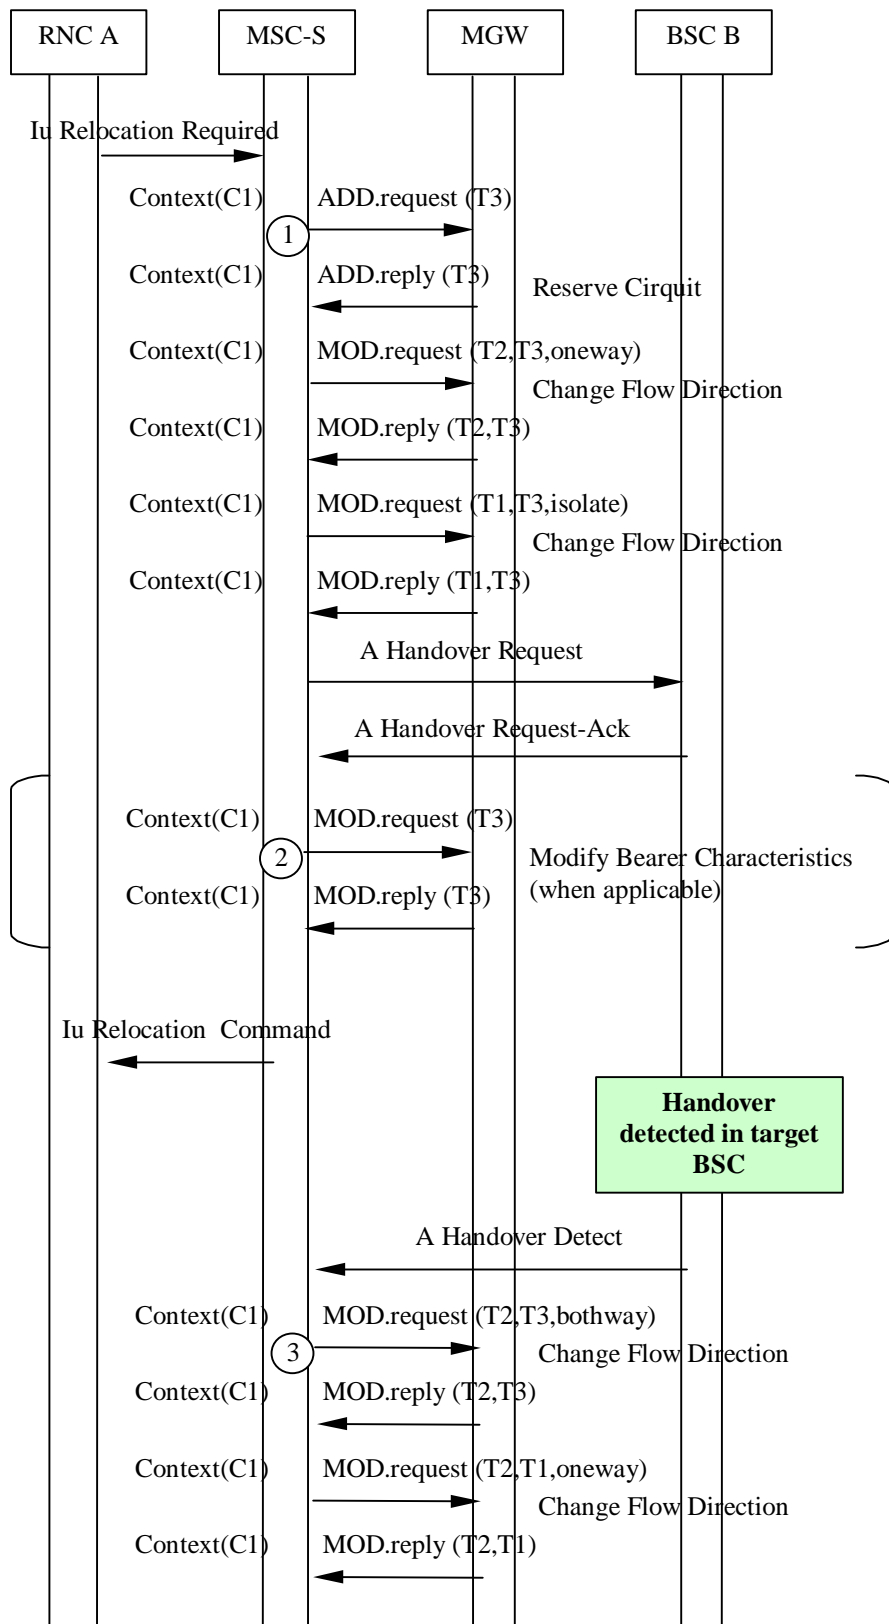 RNC A
MSC-S
MGW
BSC B
Iu Relocation Required
Context(C1)
ADD.request (T3)
1
Context(C1)
ADD.reply (T3)
Reserve Cirquit
Context(C1)
MOD.request (T2,T3,oneway)
Change Flow Direction
Context(C1)
MOD.reply (T2,T3)
Context(C1)
MOD.request (T1,T3,isolate)
Change Flow Direction
Context(C1)
MOD.reply (T1,T3)
A Handover Request
A Handover Request-Ack
Context(C1)
MOD.request (T3)
2
Modify Bearer Characteristics
(when applicable)
Context(C1)
MOD.reply (T3)
Iu Relocation Command
Handover
detected in target
BSC
A Handover Detect
Context(C1)
MOD.request (T2,T3,bothway)
3
Change Flow Direction
Context(C1)
MOD.reply (T2,T3)
Context(C1)
MOD.request (T2,T1,oneway)
Change Flow Direction
Context(C1)
MOD.reply (T2,T1)